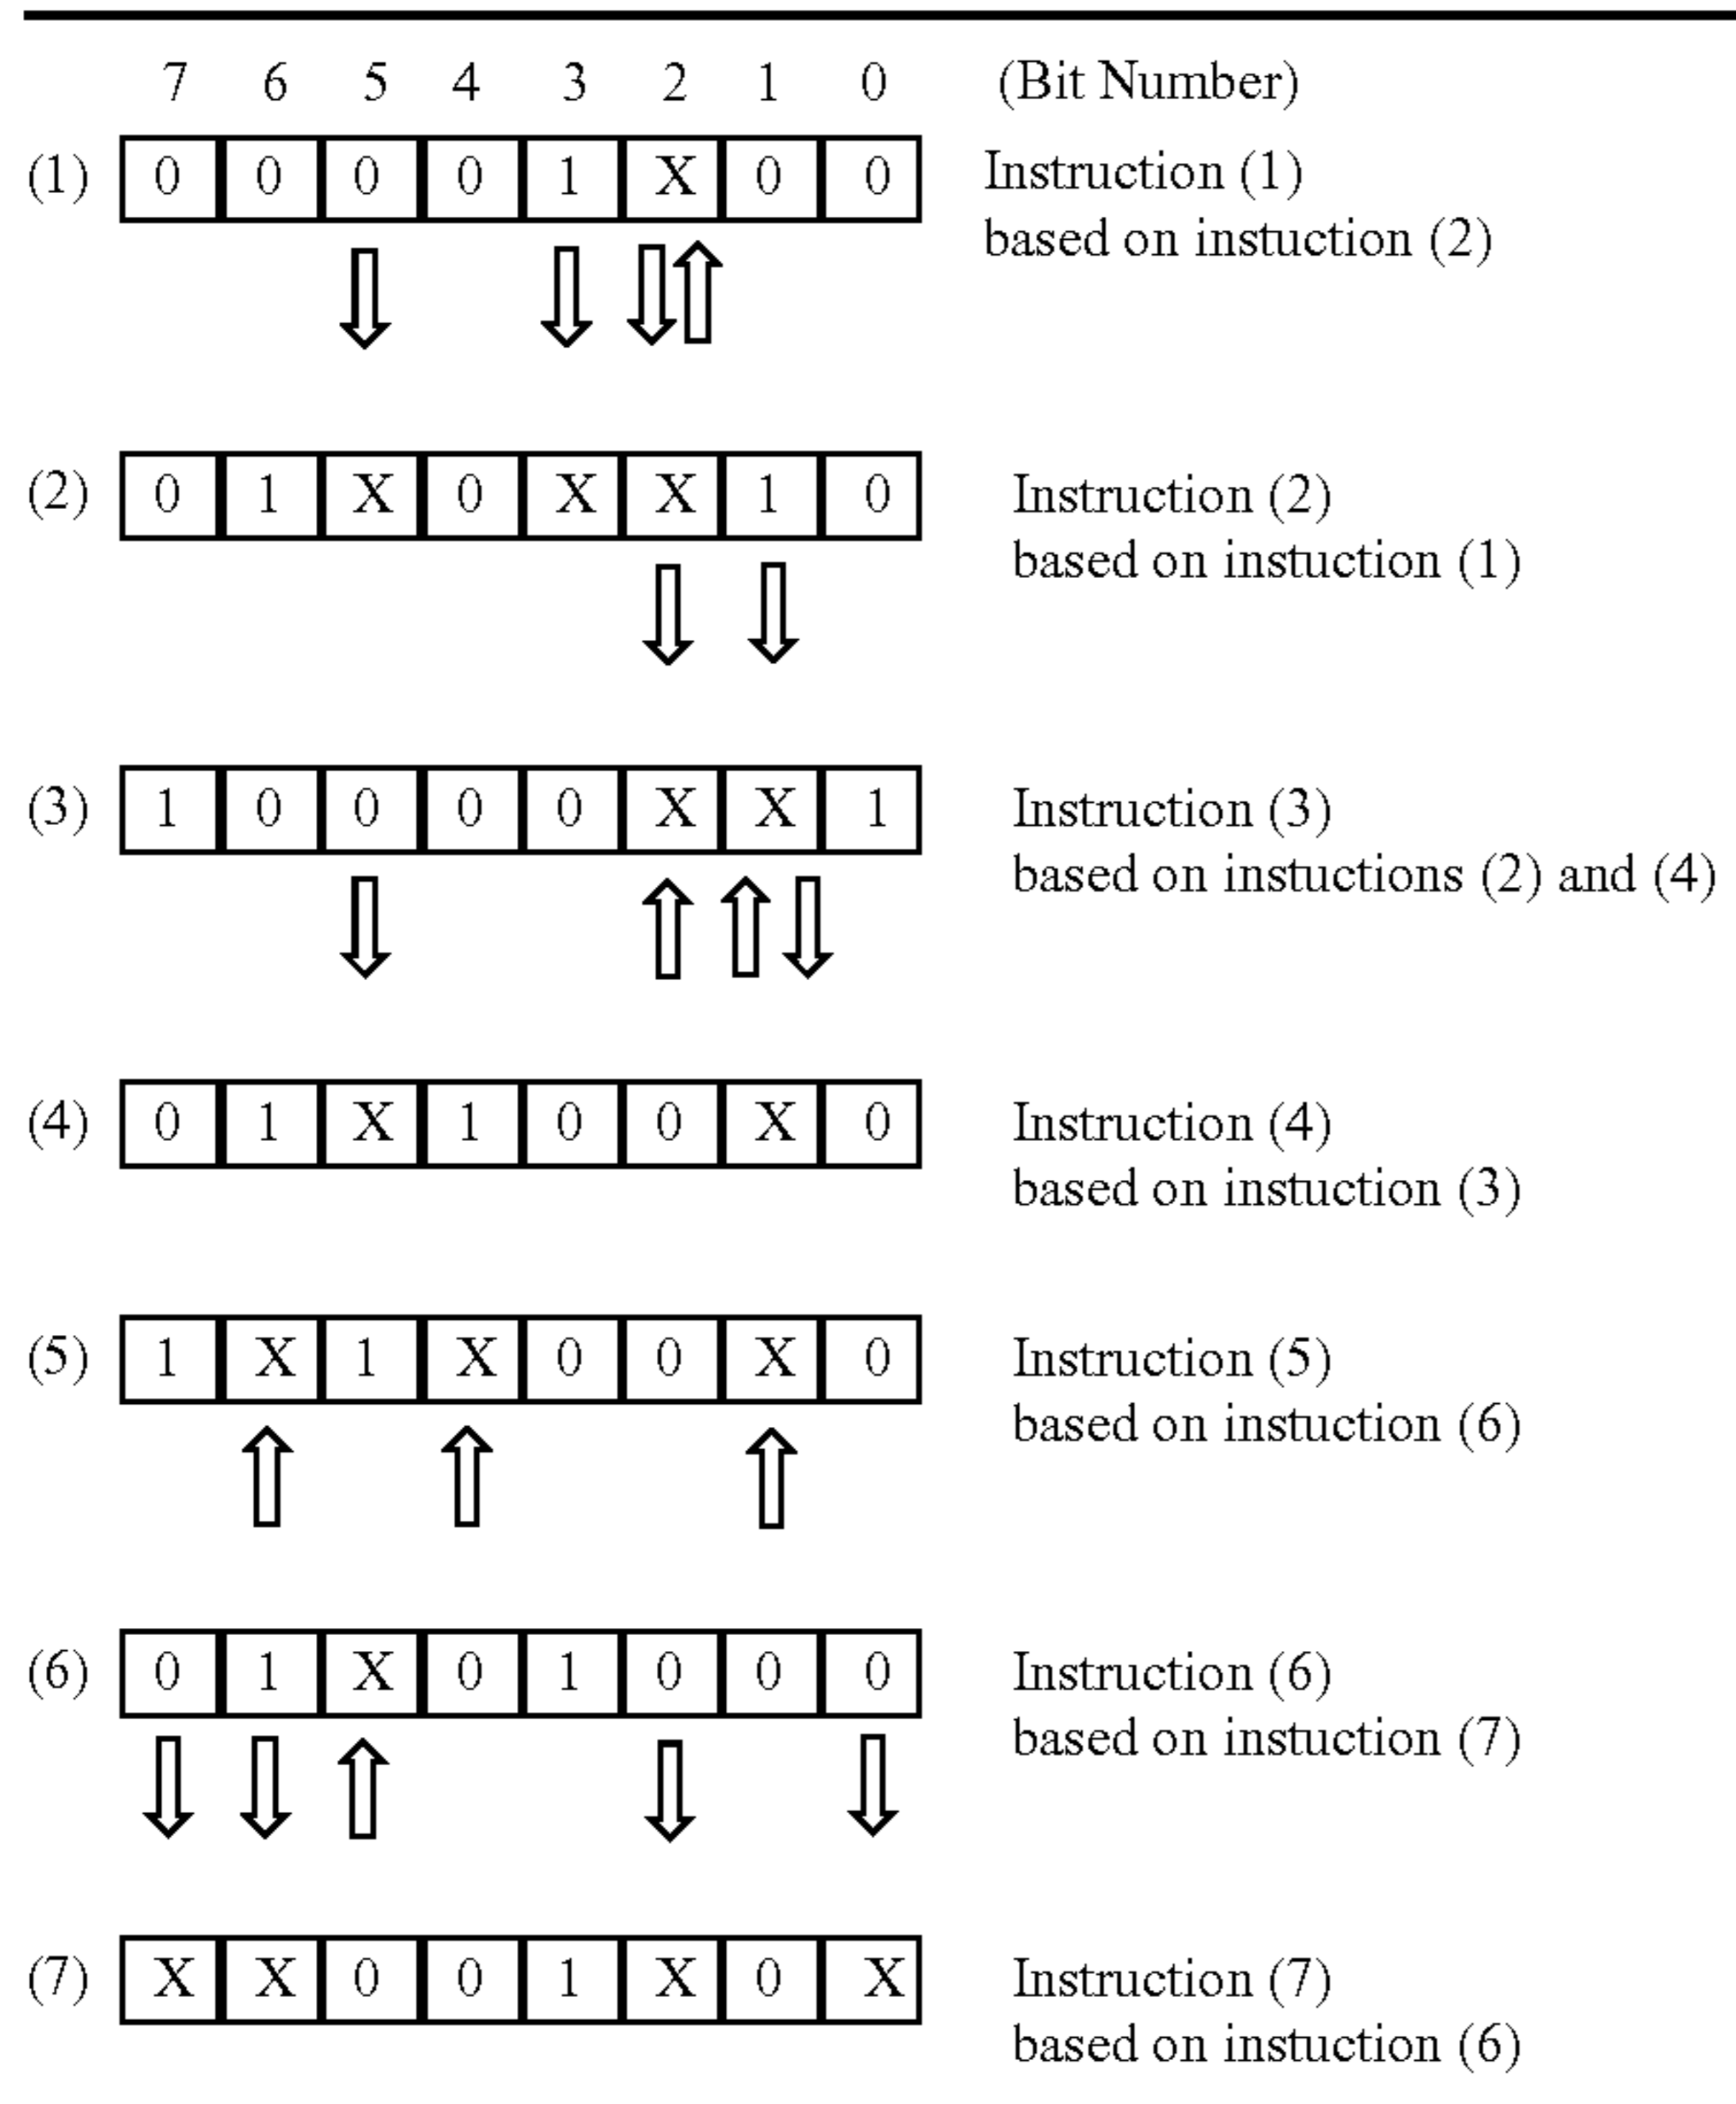 7 6 5 4 3 2 1 0 (Bit Number)
(1) 0 0 0 0 1 X 0 0 Instruction (1)
based on instuction (2)
(2) 0 1 X 0 X X 1 0 Instruction (2)
based on instuction (1)
(3) 1 0 0 0 0 X X 1 Instruction (3)
based on instuctions (2) and (4)
(4) 0 1 X 1 0 0 X 0 Instruction (4)
based on instuction (3)
(5) 1 X 1 X 0 0 X 0 Instruction (5)
based on instuction (6)
(6) 0 1 X 0 1 0 0 0 Instruction (6)
based on instuction (7)
(7) X X 0 0 1 X 0 X Instruction (7)
based on instuction (6)